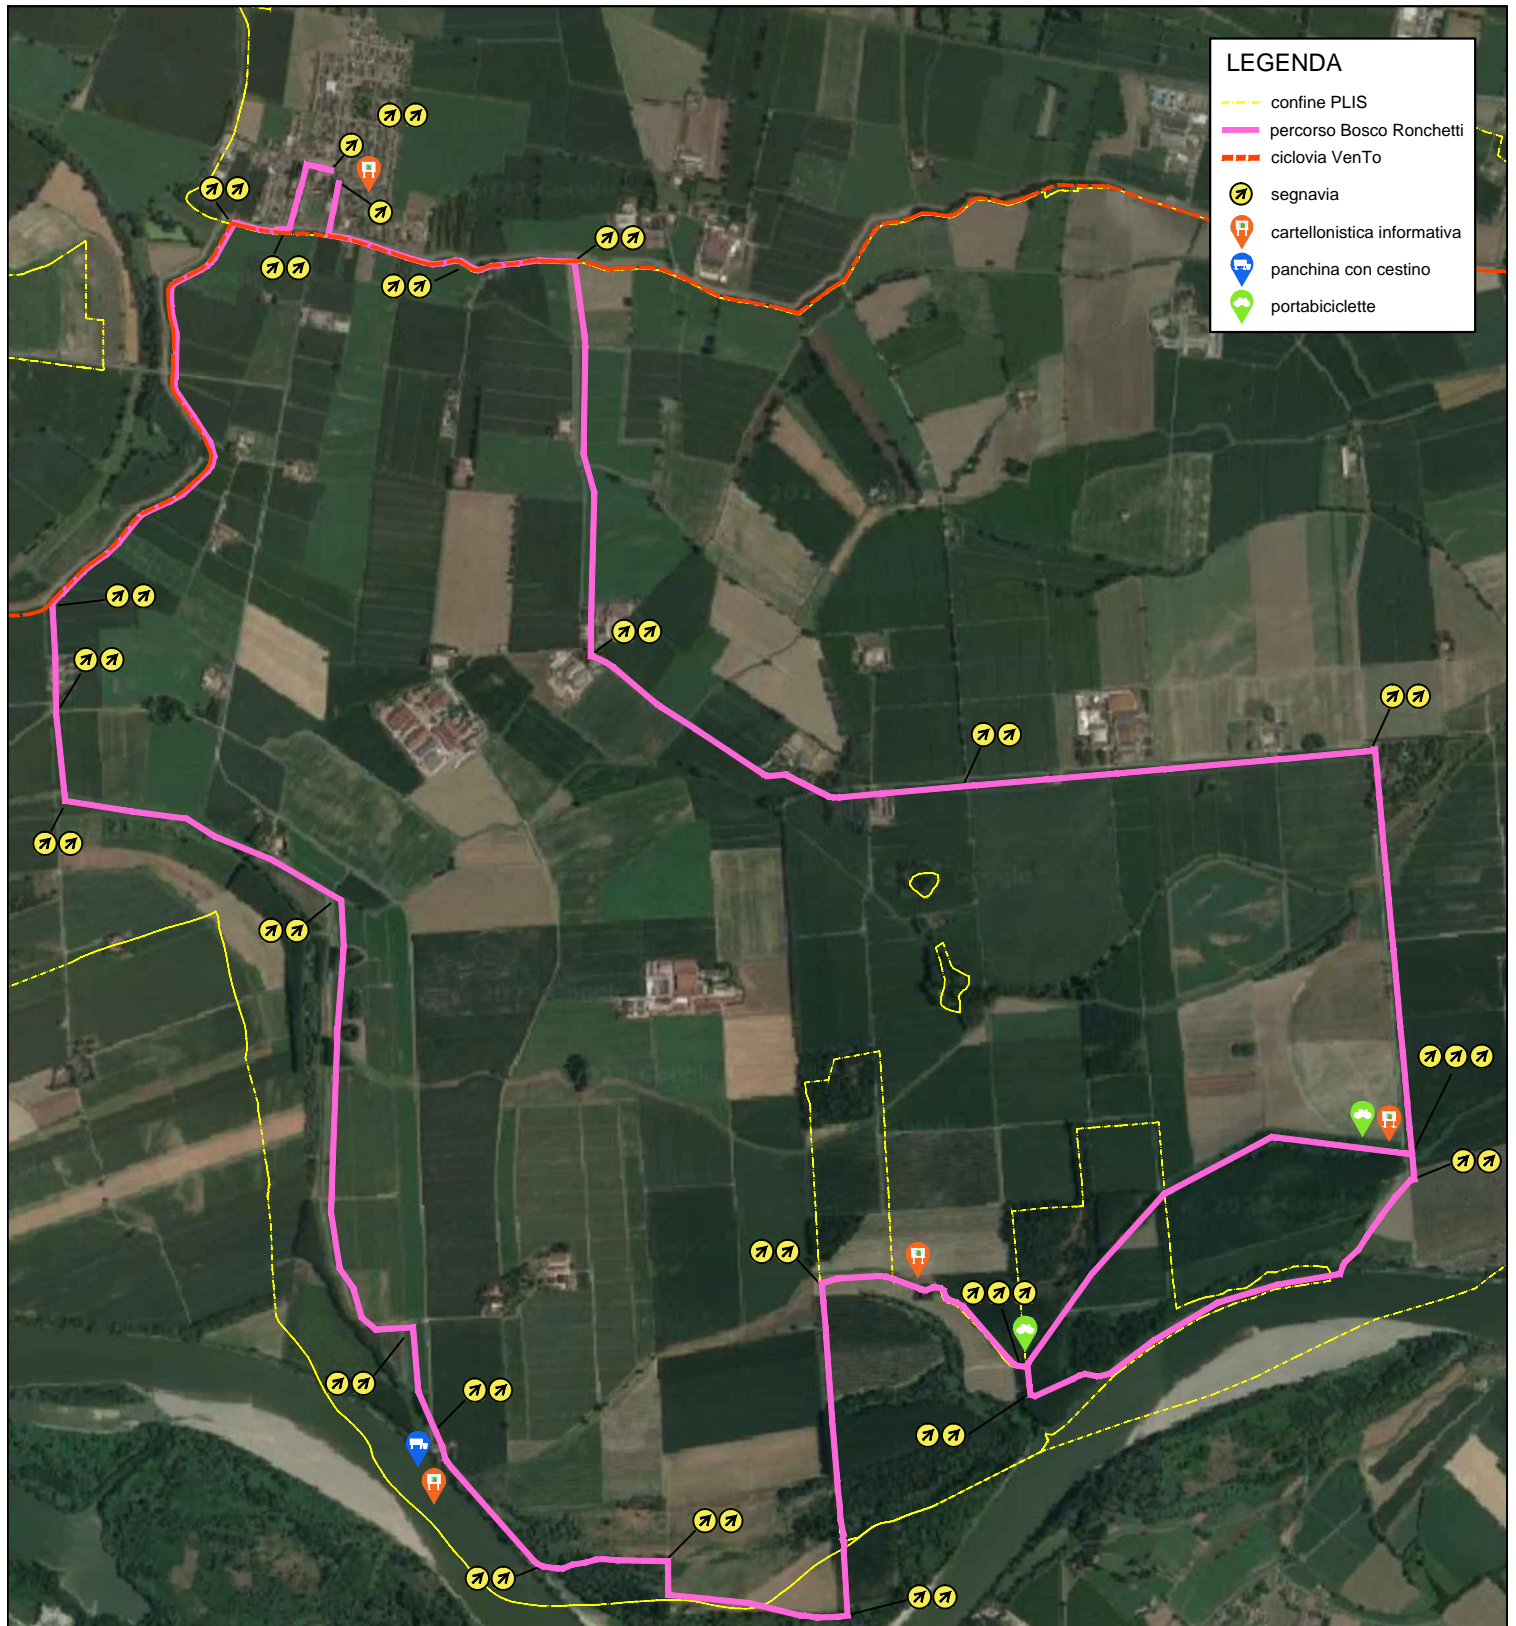 LEGENDA
confine PLIS
percorso Bosco Ronchetti
ciclovia VenTo
segnavia
cartellonistica informativa
panchina con cestino
portabiciclette